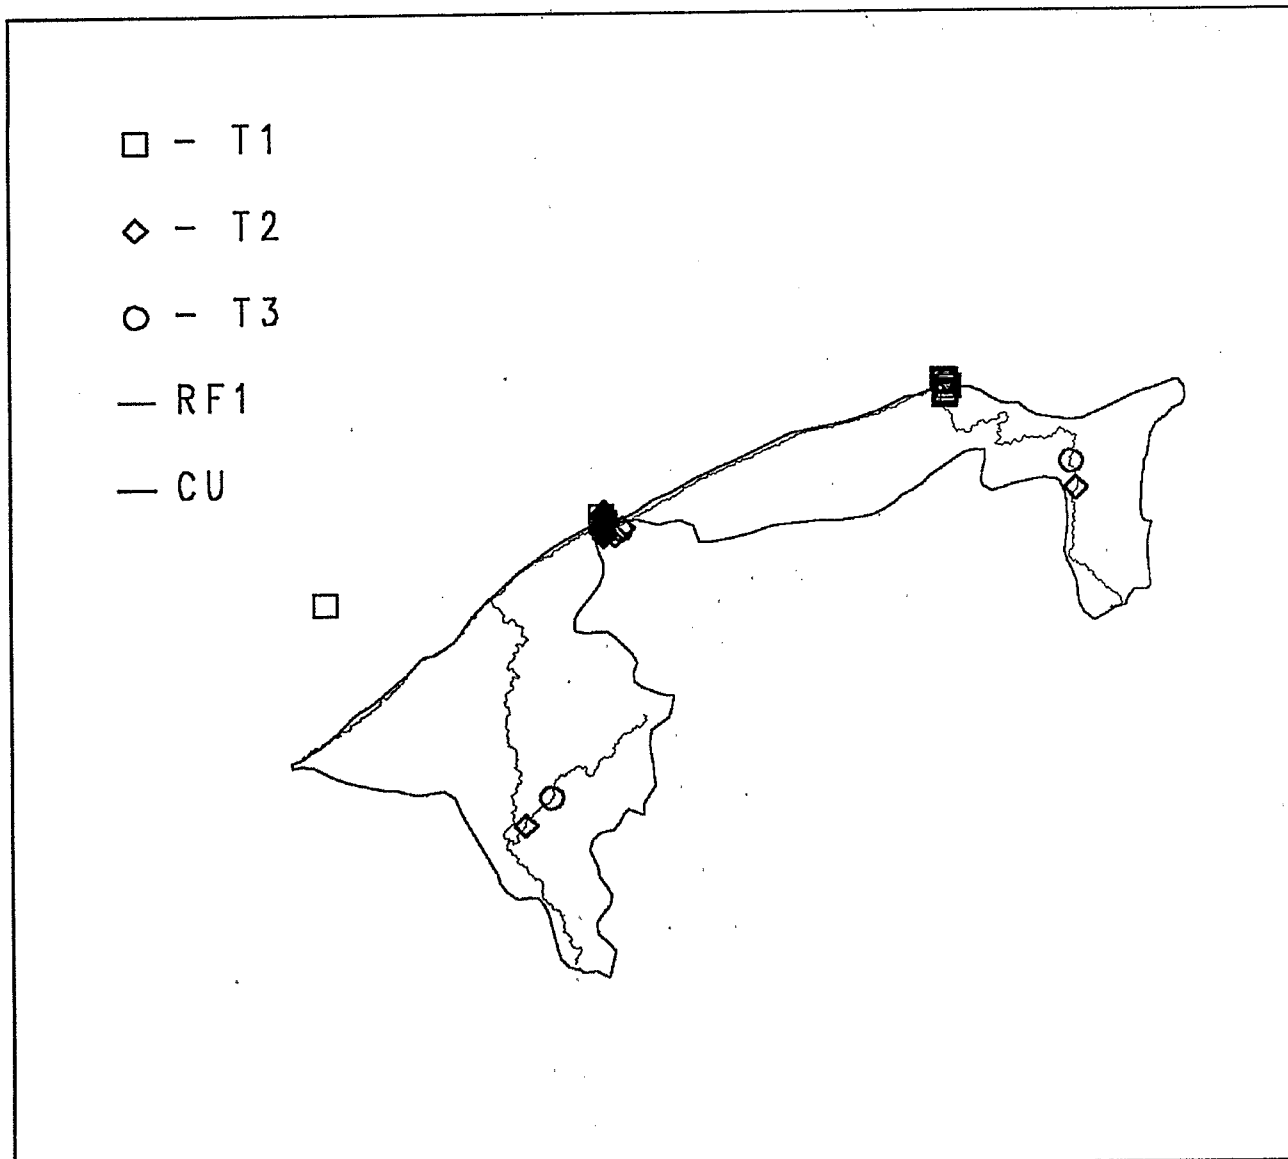 □ - T1
◇ - T2
○ - T3
— RF1
— CU